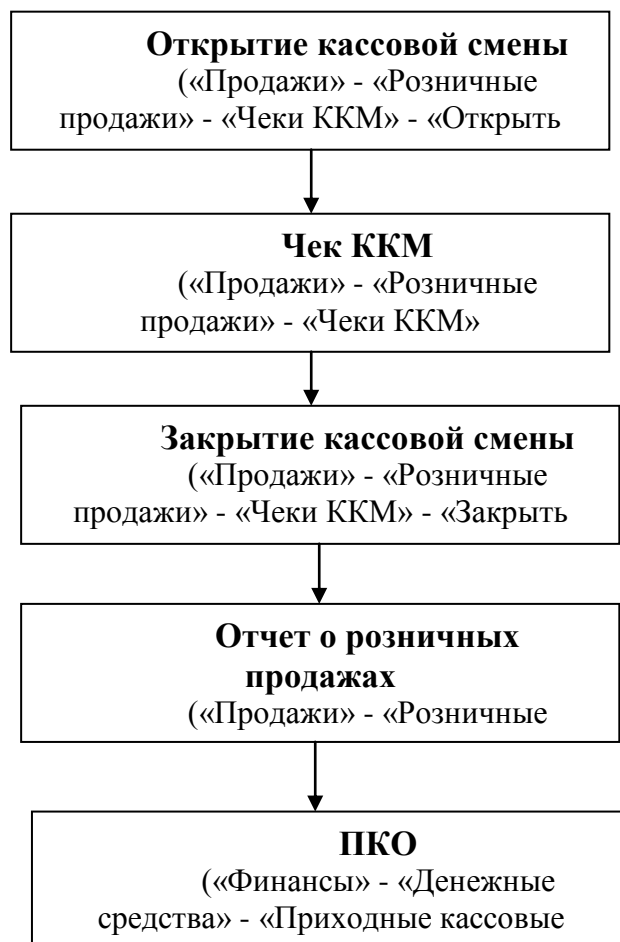 Открытие кассовой смены
(«Продажи» - «Розничные
продажи» - «Чеки ККМ» - «Открыть
Чек ККМ
(«Продажи» - «Розничные
продажи» - «Чеки ККМ»
Закрытие кассовой смены
(«Продажи» - «Розничные
продажи» - «Чеки ККМ» - «Закрыть
Отчет о розничных
продажах
(«Продажи» - «Розничные
ПКО
(«Финансы» - «Денежные
средства» - «Приходные кассовые